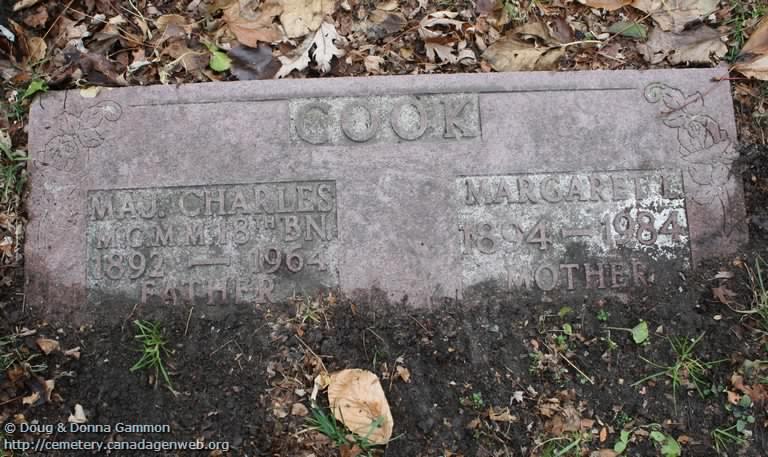 COOK
MAJ. CHARLES
M.C. M.M. 18TH BN.
1892 — 1964
FATHER
MARGARET L.
1894 — 1984
MOTHER
© Doug & Donna Gammon
http://www.cemetery.canadagenweb.org